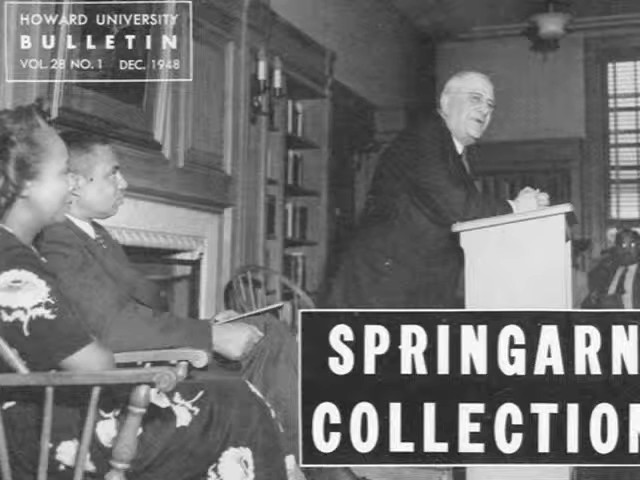 HOWARD UNIVERSITY
BULLETIN
VOL. 28 NO. 1 DEC. 1948
SPRINGARN
COLLECTION